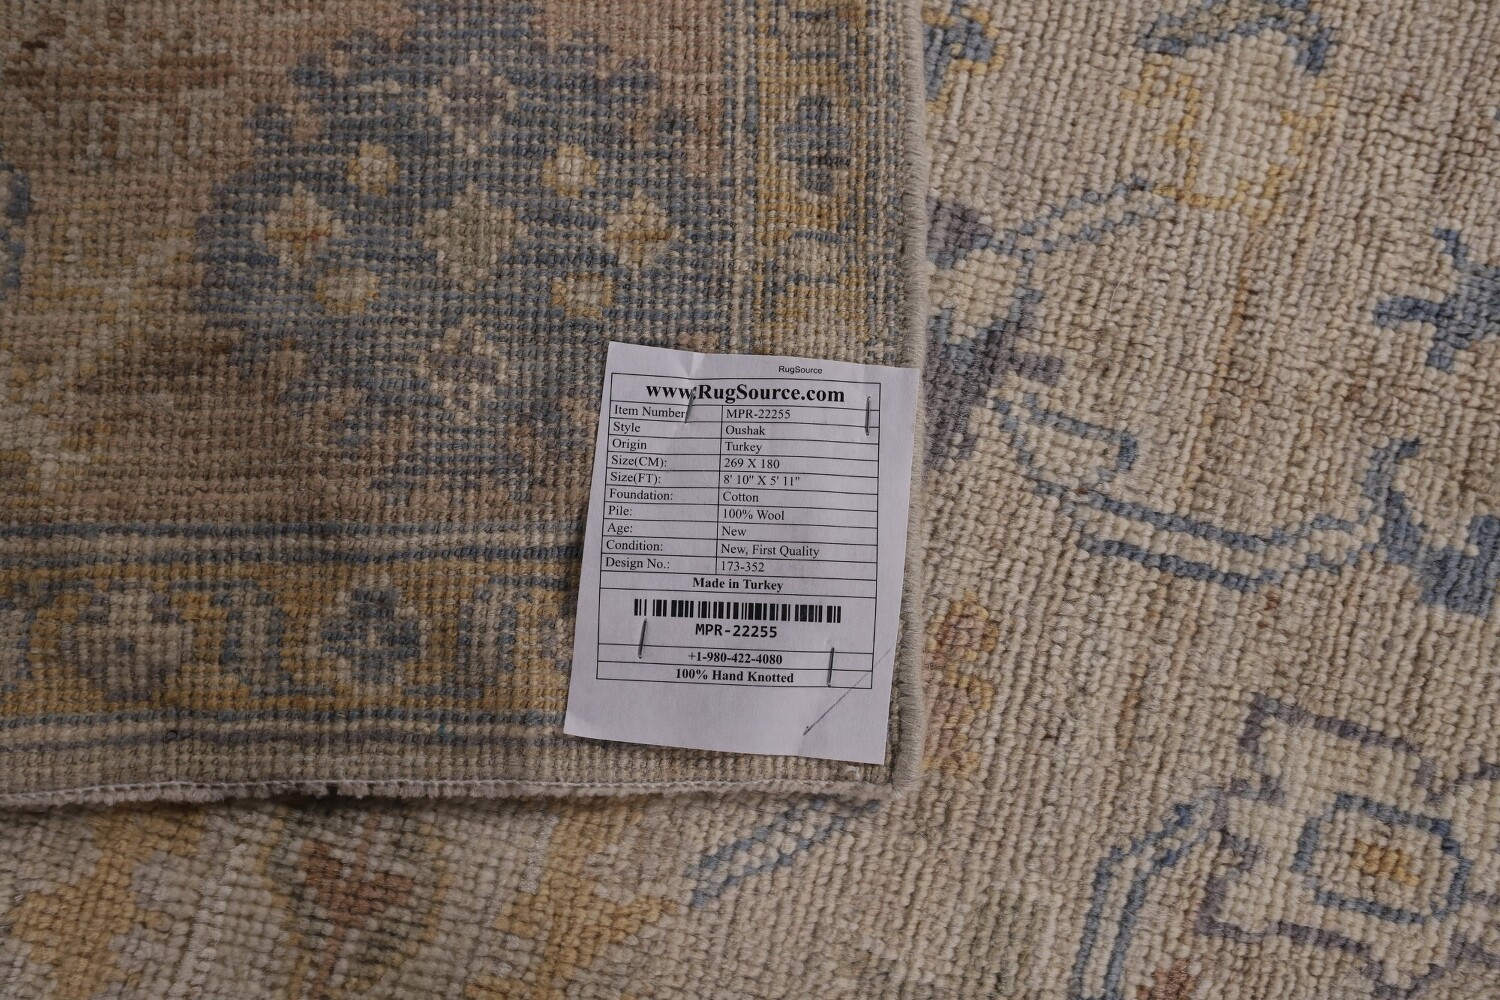 RugSource
www.RugSource.com
Item Number MPR-22255
Style Oushak
Origin Turkey
Size(CM): 269 X 180
Size(FT): 8' 10" X 5' 11"
Foundation: Cotton
Pile: 100% Wool
Age: New
Condition: New, First Quality
Design No.: 173-352
Made in Turkey
MPR-22255
+1-980-422-4080
100% Hand Knotted